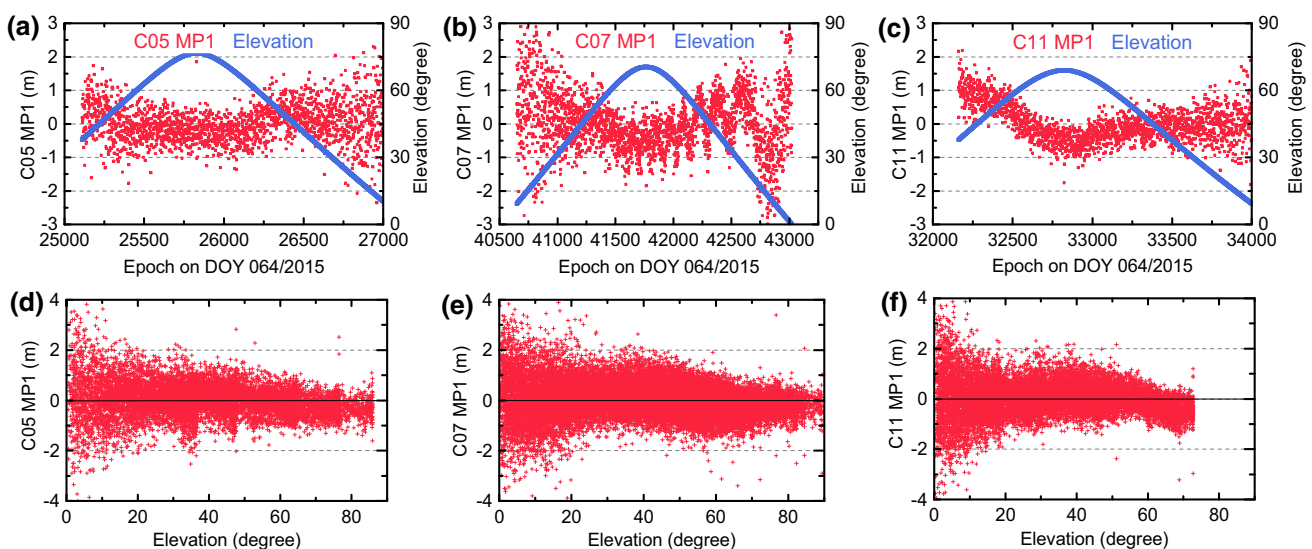 (a)
C05 MP1 Elevation
C05 MP1 (m)
3
2
1
0
-1
-2
-3
90
60
30
0
Elevation (degree)
25000 25500 26000 26500 27000
Epoch on DOY 064/2015
(b)
C07 MP1 Elevation
C07 MP1 (m)
3
2
1
0
-1
-2
-3
90
60
30
0
Elevation (degree)
40500 41000 41500 42000 42500 43000
Epoch on DOY 064/2015
(c)
C11 MP1 Elevation
C11 MP1 (m)
3
2
1
0
-1
-2
-3
90
60
30
0
Elevation (degree)
32000 32500 33000 33500 34000
Epoch on DOY 064/2015
(d)
C05 MP1 (m)
4
2
0
-2
-4
0 20 40 60 80
Elevation (degree)
(e)
C07 MP1 (m)
4
2
0
-2
-4
0 20 40 60 80
Elevation (degree)
(f)
C11 MP1 (m)
4
2
0
-2
-4
0 20 40 60 80
Elevation (degree)